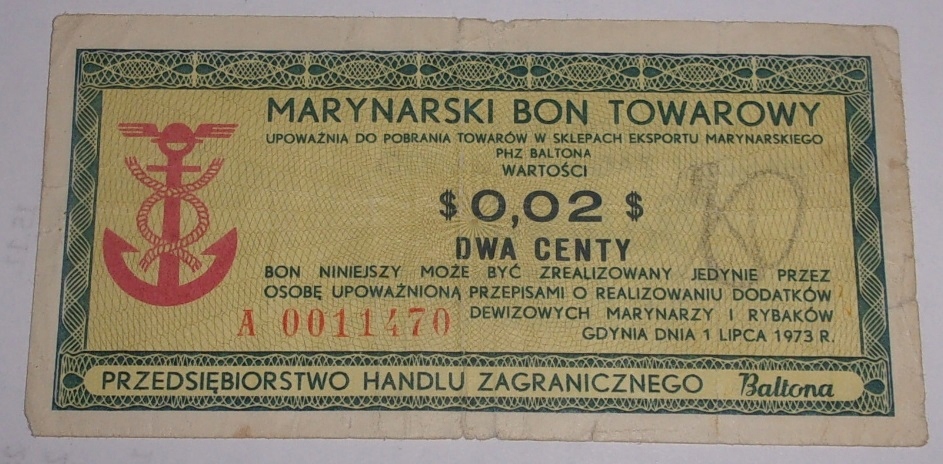 MARYNARSKI BON TOWAROWY
UPOWAŻNIA DO POBRANIA TOWARÓW W SKLEPACH EKSPORTU MARYNARSKIEGO
PHZ BALTONA
WARTOŚCI
$ 0,02 $
DWA CENTY
BON NINIEJSZY MOŻE BYĆ ZREALIZOWANY JEDYNIE PRZEZ
OSOBĘ UPOWAŻNIONĄ PRZEPISAMI O REALIZOWANIU DODATKÓW
DEWIZOWYCH MARYNARZY I RYBAKÓW
A 0011470
GDYNIA DNIA 1 LIPCA 1973 R.
PRZEDSIĘBIORSTWO HANDLU ZAGRANICZNEGO Baltona